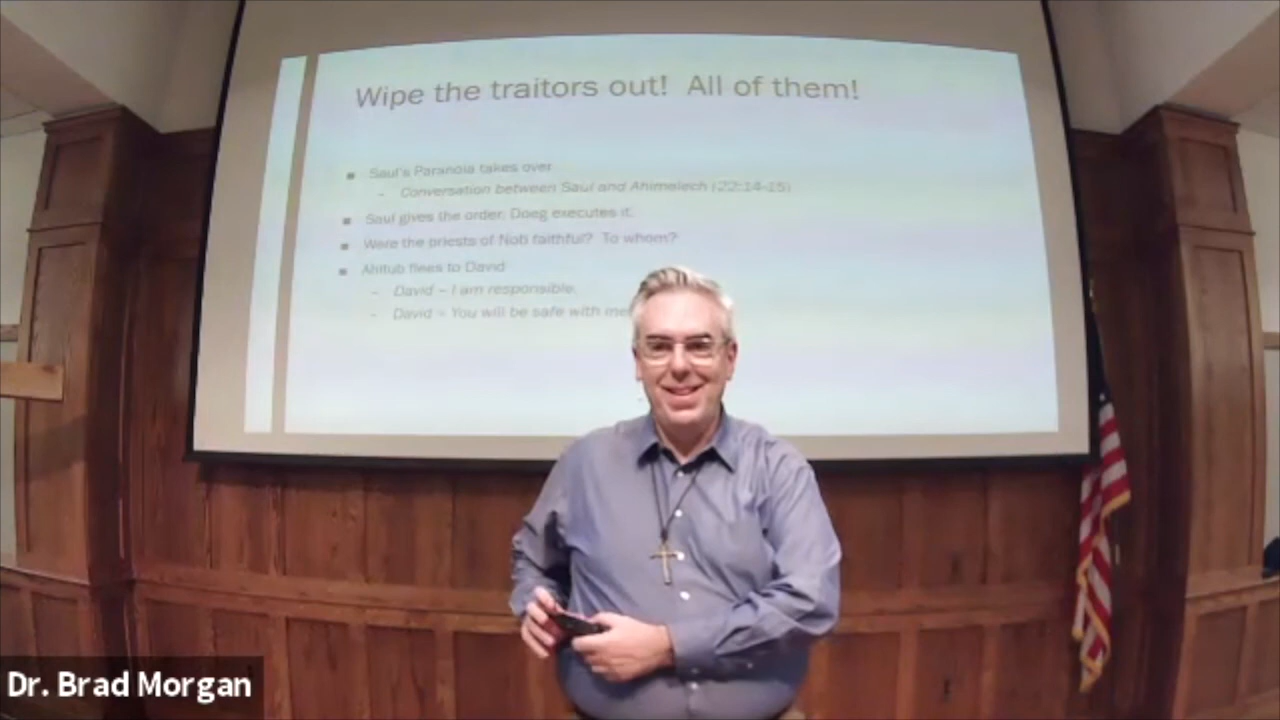 Wipe the traitors out! All of them!
Saul's Paranoia takes over
- Conversation between Saul and Ahimelech (22:14-15)
Saul gives the order, Doeg executes it.
Were the priests of Nob faithful? To whom?
Ahitub flees to David
- David – I am responsible.
- David – You will be safe with me
Dr. Brad Morgan